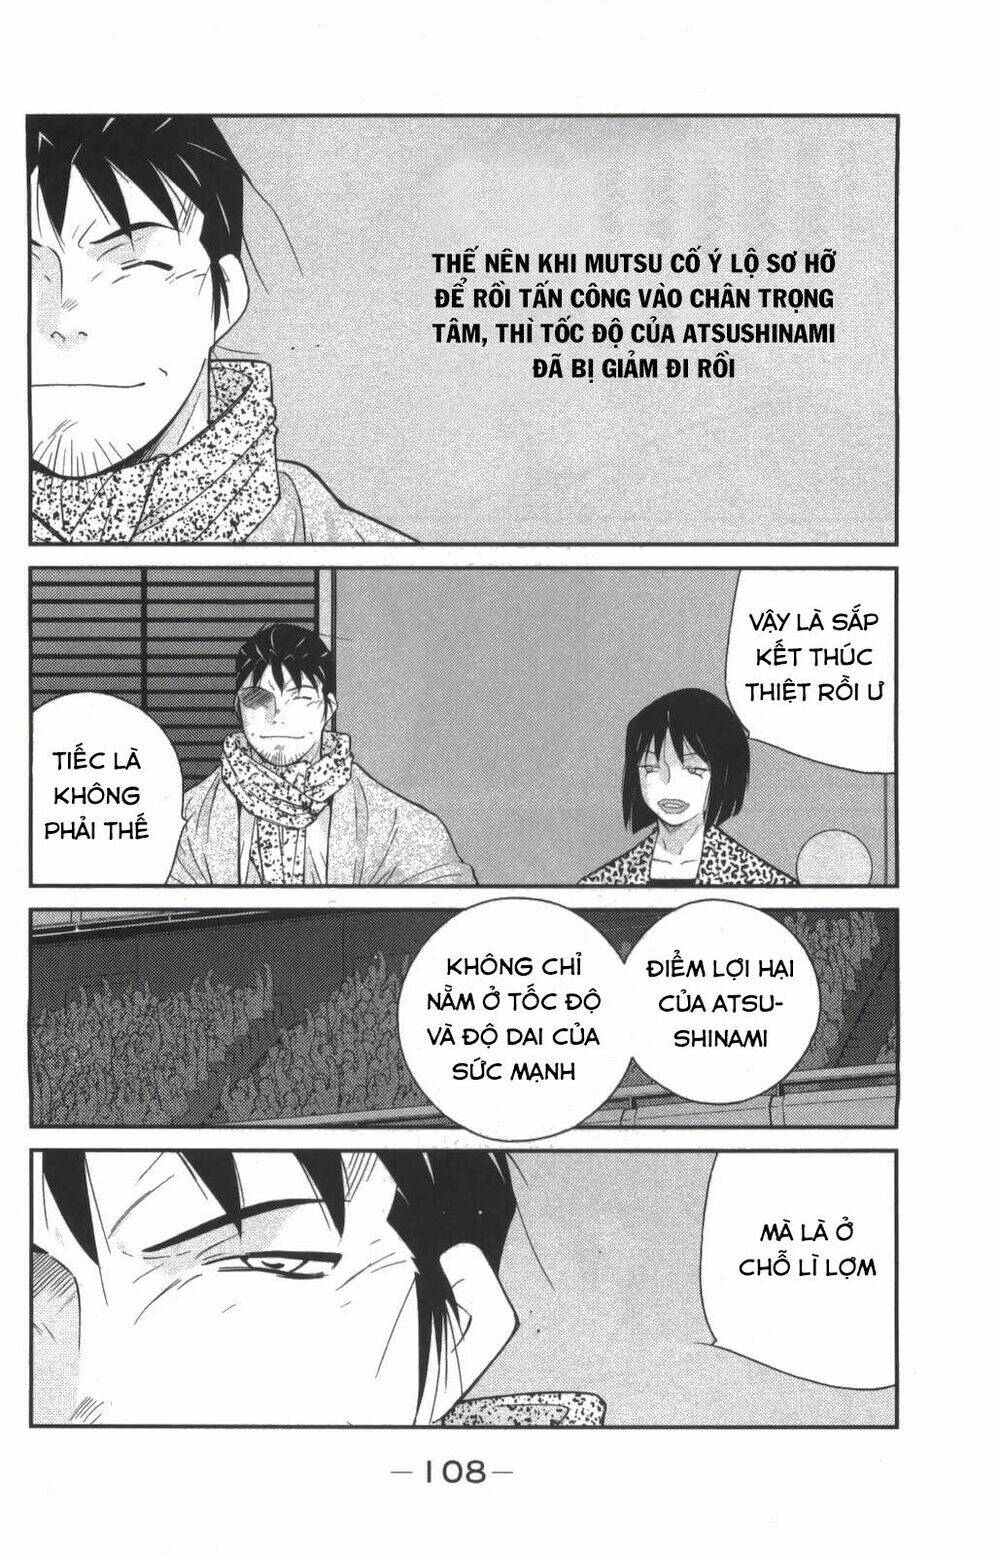 THẾ NÊN KHI MUTSU CỐ Ý LỘ SƠ HỠ
ĐỂ RỒI TẤN CÔNG VÀO CHÂN TRỌNG
TÂM, THÌ TỐC ĐỘ CỦA ATSUSHINAMI
ĐÃ BỊ GIẢM ĐI RỒI
VẬY LÀ SẮP
KẾT THÚC
THIỆT RỒI Ư
TIẾC LÀ
KHÔNG
PHẢI THẾ
ĐIỂM LỢI HẠI
CỦA ATSU-
SHINAMI
KHÔNG CHỈ
NẰM Ở TỐC ĐỘ
VÀ ĐỘ DAI CỦA
SỨC MẠNH
MÀ LÀ Ở
CHỖ LÌ LỢM
—108—